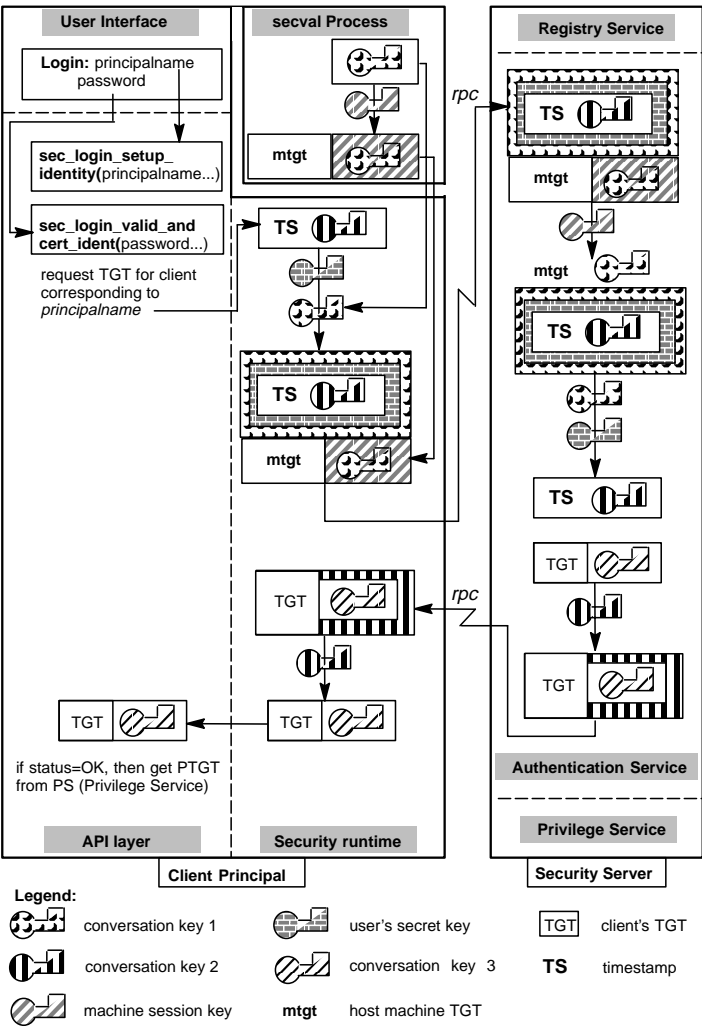 User Interface
secval Process
Registry Service
Login: principalname
password
rpc
TS
mtgt
mtgt
sec_login_setup_
identity(principalname...)
sec_login_valid_and
cert_ident(password...)
TS
request TGT for client
corresponding to
principalname
mtgt
TS
TS
mtgt
TS
TGT
rpc
TGT
TGT
TGT
TGT
if status=OK, then get PTGT
from PS (Privilege Service)
Authentication Service
API layer
Security runtime
Privilege Service
Client Principal
Security Server
Legend:
conversation key 1
user's secret key
TGT client's TGT
conversation key 2
conversation key 3
TS timestamp
machine session key
mtgt host machine TGT